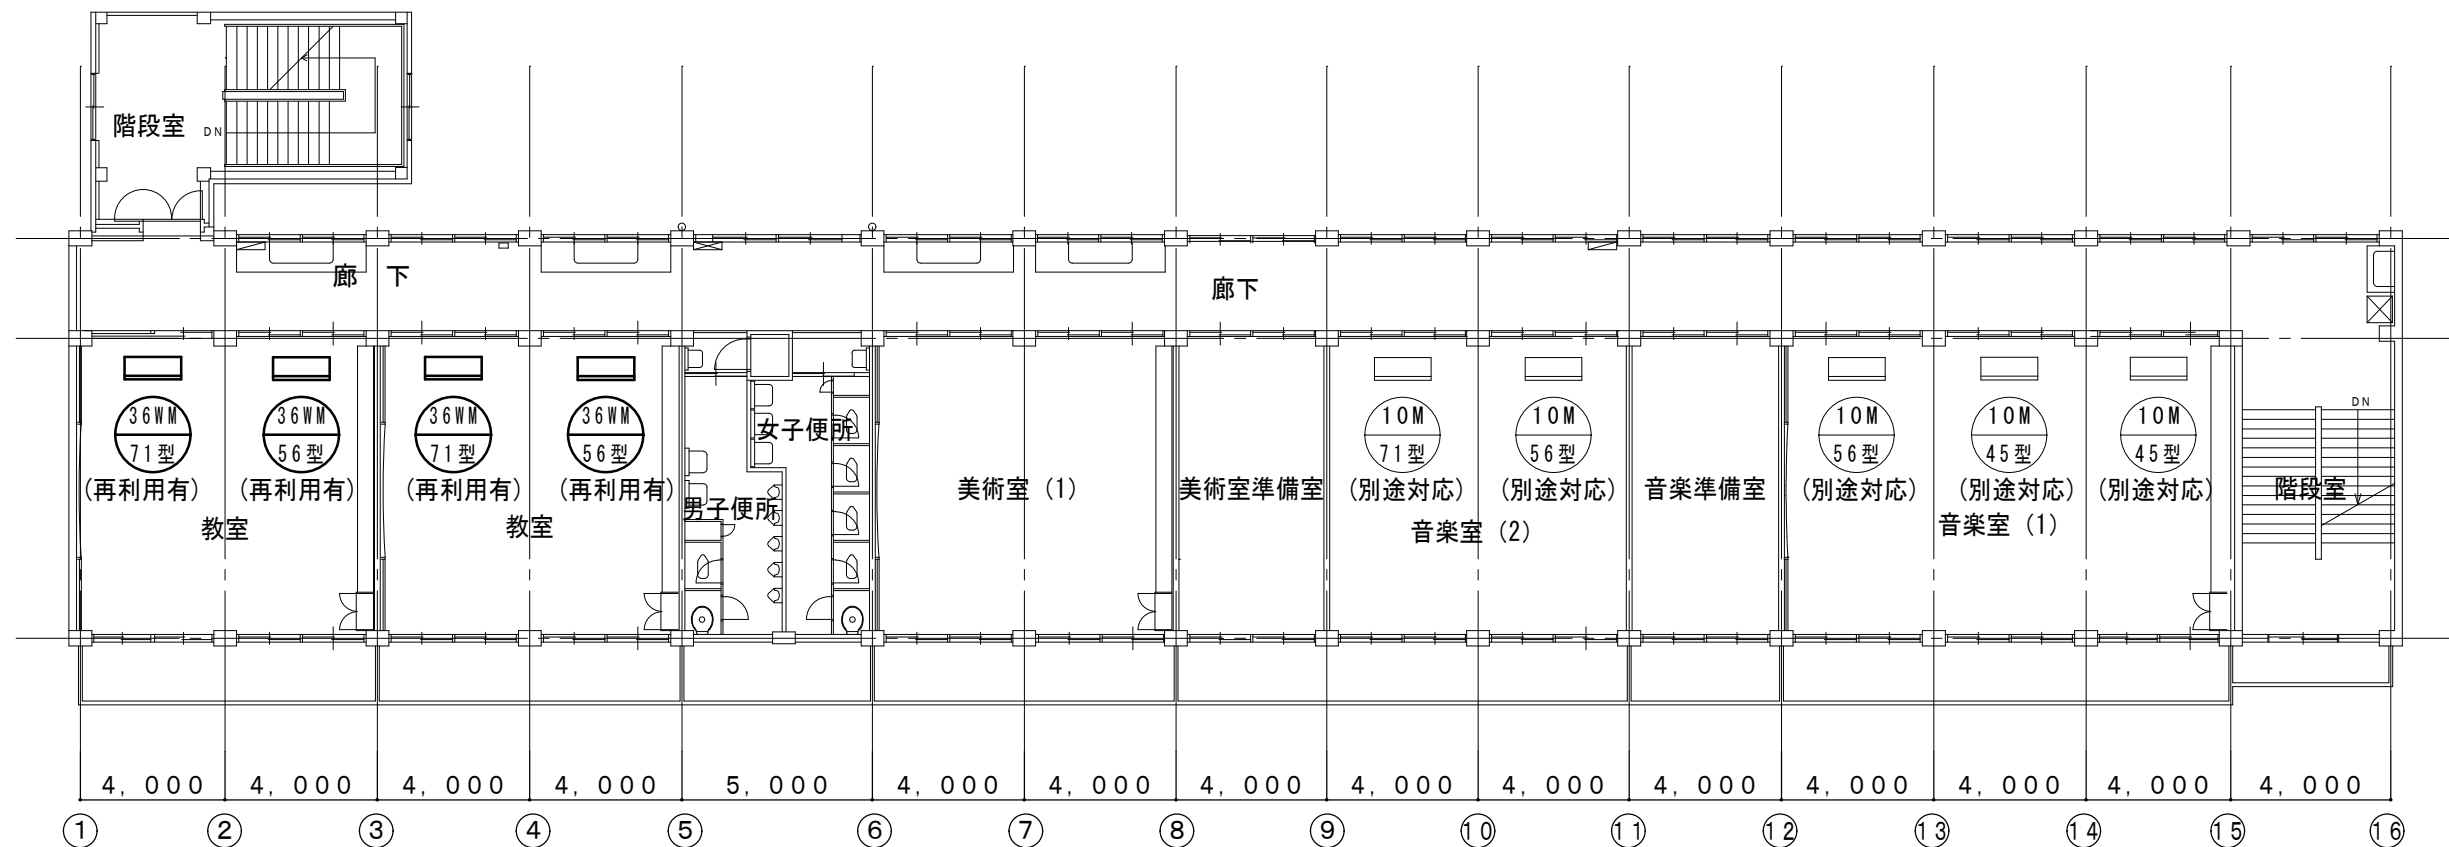 階段室
DN
廊 下
廊下
36WM 36WM 36WM 36WM 10M 10M 10M 10M 10M
71型 56型 71型 56型 71型 56型 56型 45型 45型
DN
女子便所
(再利用有) (再利用有) (再利用有) (再利用有) 美術室 (1) 美術室準備室 (別途対応) (別途対応) 音楽準備室 (別途対応) (別途対応) (別途対応) 階段室
男子便所
教室 教室 音楽室 (2) 音楽室 (1)
4,000 4,000 4,000 4,000 5,000 4,000 4,000 4,000 4,000 4,000 4,000 4,000 4,000 4,000 4,000
① ② ③ ④ ⑤ ⑥ ⑦ ⑧ ⑨ ⑩ ⑪ ⑫ ⑬ ⑭ ⑮ ⑯